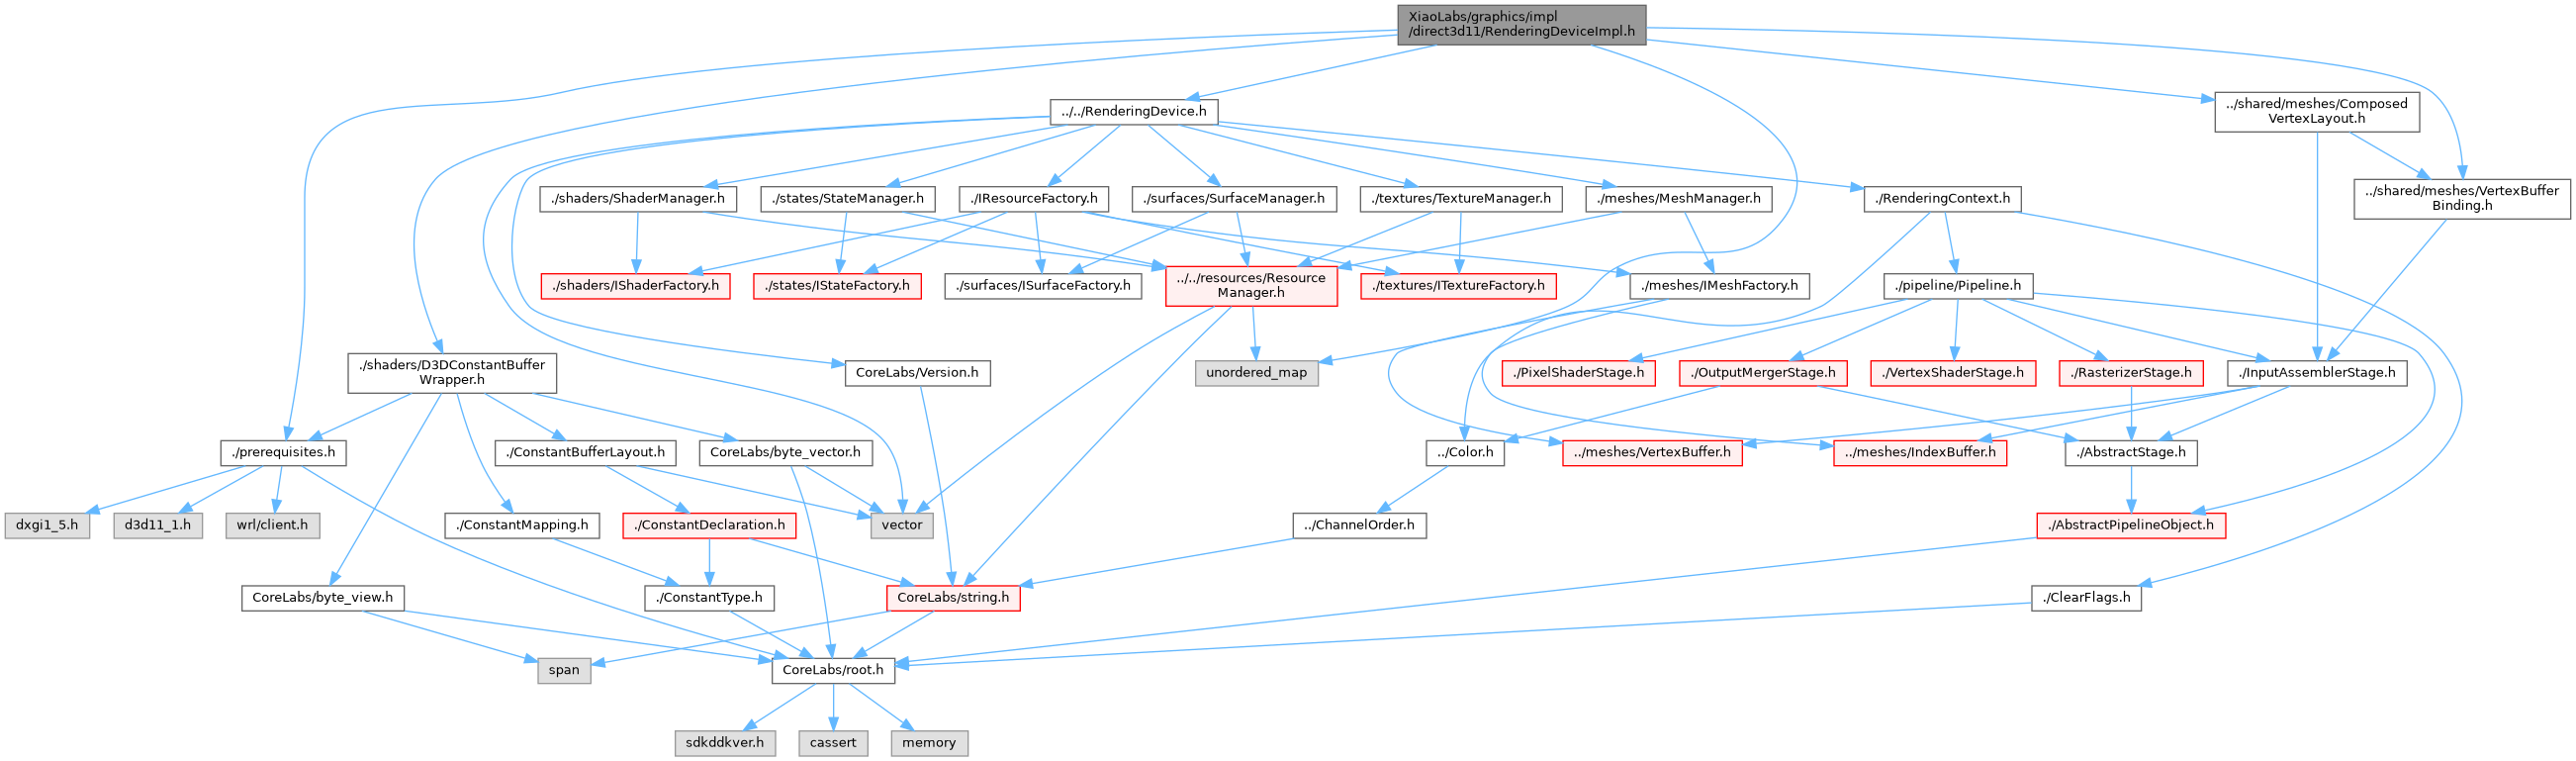 XiaoLabs/graphics/impl
/direct3d11/RenderingDeviceImpl.h
../../RenderingDevice.h
../shared/meshes/Composed
VertexLayout.h
./shaders/ShaderManager.h
./states/StateManager.h
./IResourceFactory.h
./surfaces/SurfaceManager.h
./textures/TextureManager.h
./meshes/MeshManager.h
./RenderingContext.h
../shared/meshes/VertexBuffer
Binding.h
./shaders/IShaderFactory.h
./states/IStateFactory.h
./surfaces/ISurfaceFactory.h
../../resources/Resource
Manager.h
./textures/ITextureFactory.h
./meshes/IMeshFactory.h
./pipeline/Pipeline.h
./shaders/D3DConstantBuffer
Wrapper.h
CoreLabs/Version.h
unordered_map
./PixelShaderStage.h
./OutputMergerStage.h
./VertexShaderStage.h
./RasterizerStage.h
./InputAssemblerStage.h
./prerequisites.h
./ConstantBufferLayout.h
CoreLabs/byte_vector.h
../Color.h
../meshes/VertexBuffer.h
../meshes/IndexBuffer.h
./AbstractStage.h
dxgi1_5.h
d3d11_1.h
wrl/client.h
./ConstantMapping.h
./ConstantDeclaration.h
vector
../ChannelOrder.h
./AbstractPipelineObject.h
CoreLabs/byte_view.h
./ConstantType.h
CoreLabs/string.h
./ClearFlags.h
span
CoreLabs/root.h
sdkddkver.h
cassert
memory